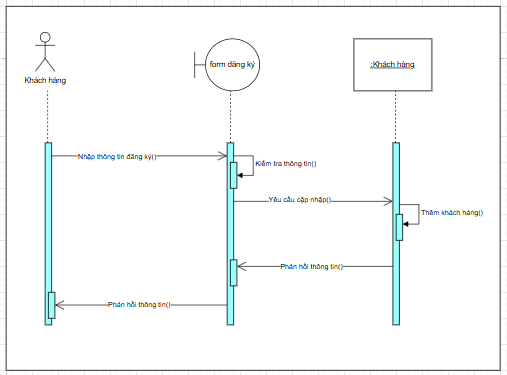 Khách hàng
form đăng ký
:Khách hàng
Nhập thông tin đăng ký()
Kiểm tra thông tin()
Yêu cầu cập nhập()
Thêm khách hàng()
Phản hồi thông tin()
Phản hồi thông tin()